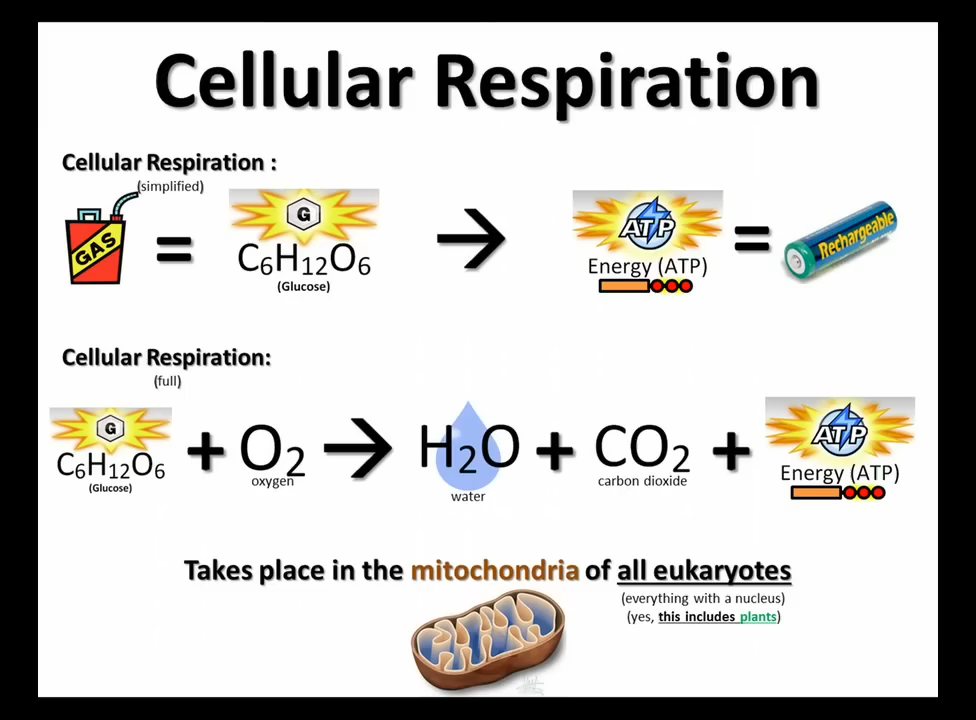 Cellular Respiration
Cellular Respiration :
(simplified)
GAS = G → ATP = Rechargeable
C₆H₁₂O₆ Energy (ATP)
(Glucose)
Cellular Respiration:
(full)
G ATP
C₆H₁₂O₆ + O₂ → H₂O + CO₂ + Energy (ATP)
(Glucose) oxygen water carbon dioxide
Takes place in the mitochondria of all eukaryotes
(everything with a nucleus)
(yes, this includes plants)